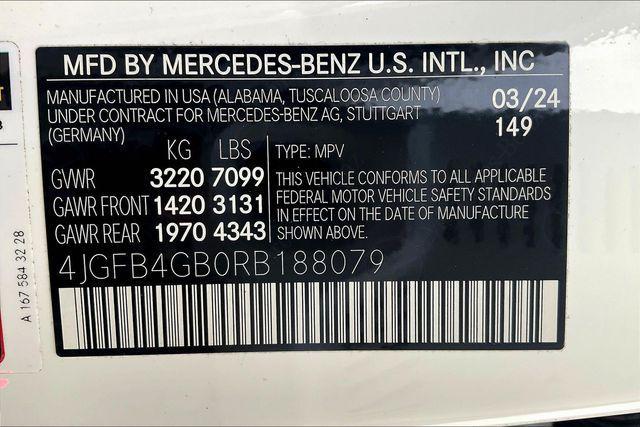 MFD BY MERCEDES-BENZ U.S. INTL., INC
MANUFACTURED IN USA (ALABAMA, TUSCALOOSA COUNTY) 03/24
UNDER CONTRACT FOR MERCEDES-BENZ AG, STUTTGART
(GERMANY) 149
KG LBS TYPE: MPV
GVWR 3220 7099 THIS VEHICLE CONFORMS TO ALL APPLICABLE
FEDERAL MOTOR VEHICLE SAFETY STANDARDS
GAWR FRONT 1420 3131 IN EFFECT ON THE DATE OF MANUFACTURE
GAWR REAR 1970 4343 SHOWN ABOVE.
4JGFB4GB0RB188079
A 167 584 32 28